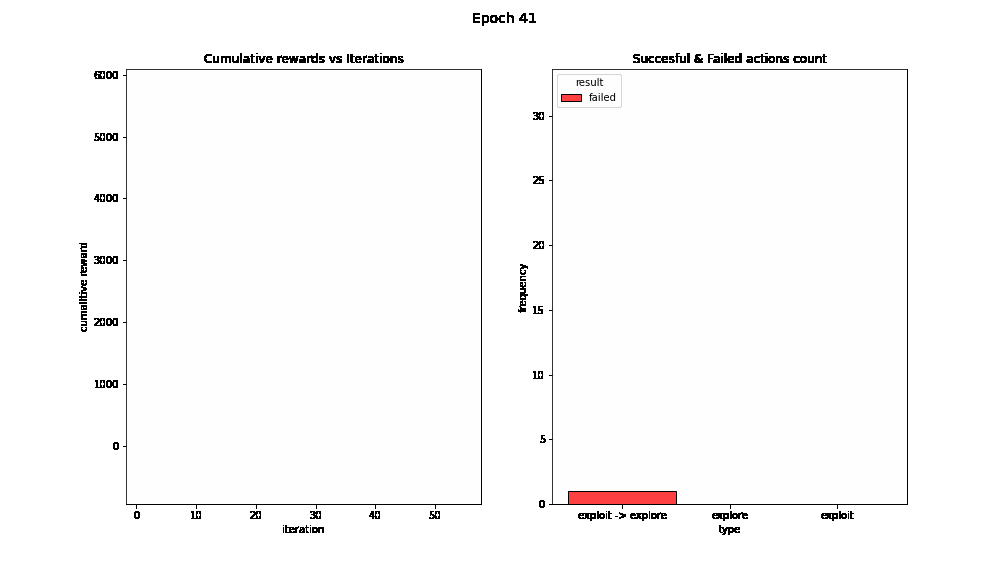 Epoch 41
Cumulative rewards vs Iterations
6000
5000
4000
3000
2000
1000
0
cumalitive reward
0 10 20 30 40 50
iteration
Succesful & Failed actions count
result
failed
30
25
20
15
10
5
0
frequency
exploit -> explore explore exploit
type